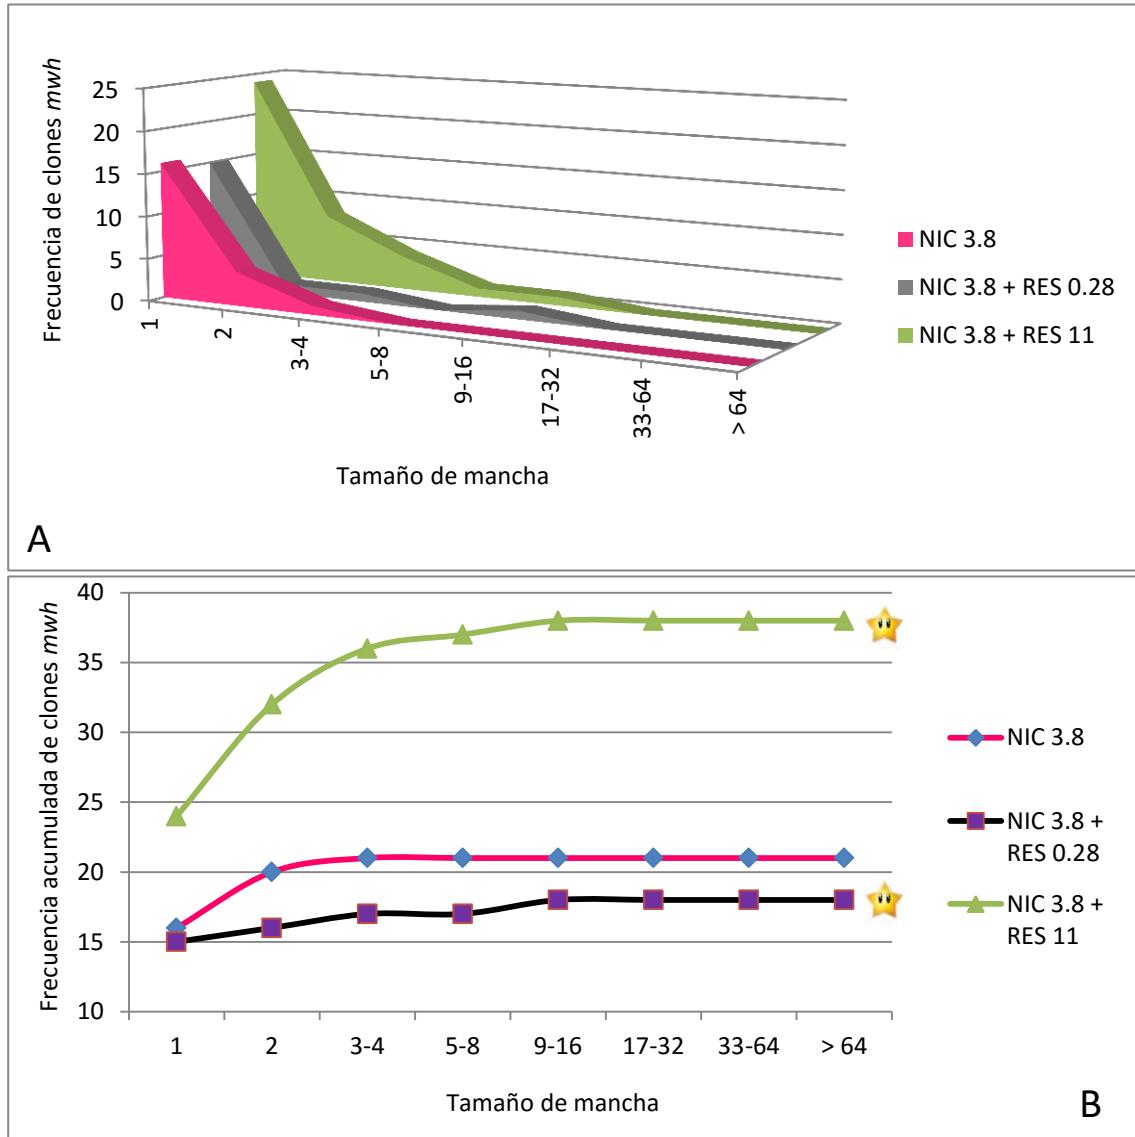 Frecuencia de clones mwh
25
20
15
10
5
0
1
2
3-4
5-8
9-16
17-32
33-64
> 64
Tamaño de mancha
NIC 3.8
NIC 3.8 + RES 0.28
NIC 3.8 + RES 11
A
Frecuencia acumulada de clones mwh
40
35
30
25
20
15
10
1
2
3-4
5-8
9-16
17-32
33-64
> 64
Tamaño de mancha
NIC 3.8
NIC 3.8 +
RES 0.28
NIC 3.8 +
RES 11
B